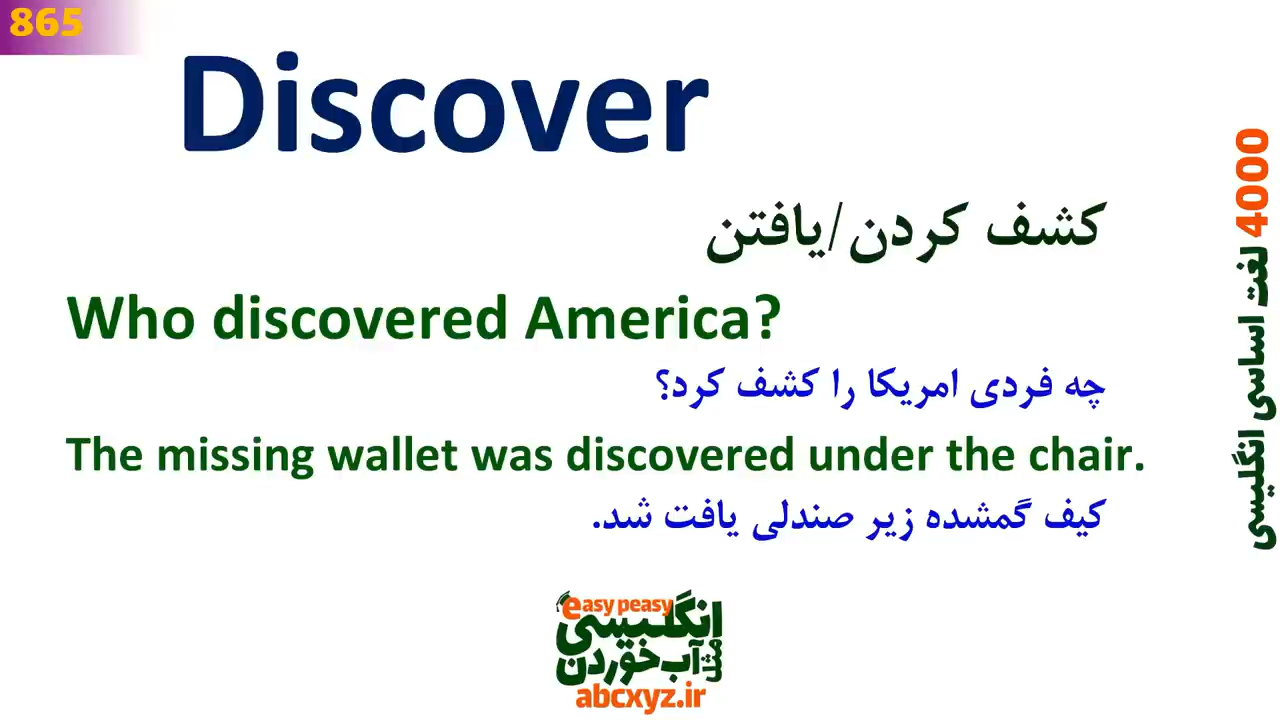 865
Discover
کشف کردن/یافتن
Who discovered America?
چه فردی امریکا را کشف کرد؟
The missing wallet was discovered under the chair.
کیف گمشده زیر صندلی یافت شد.
4000 لغت اساسی انگلیسی
easy peasy
انگلیسی
مثل آب خوردن
abcxyz.ir